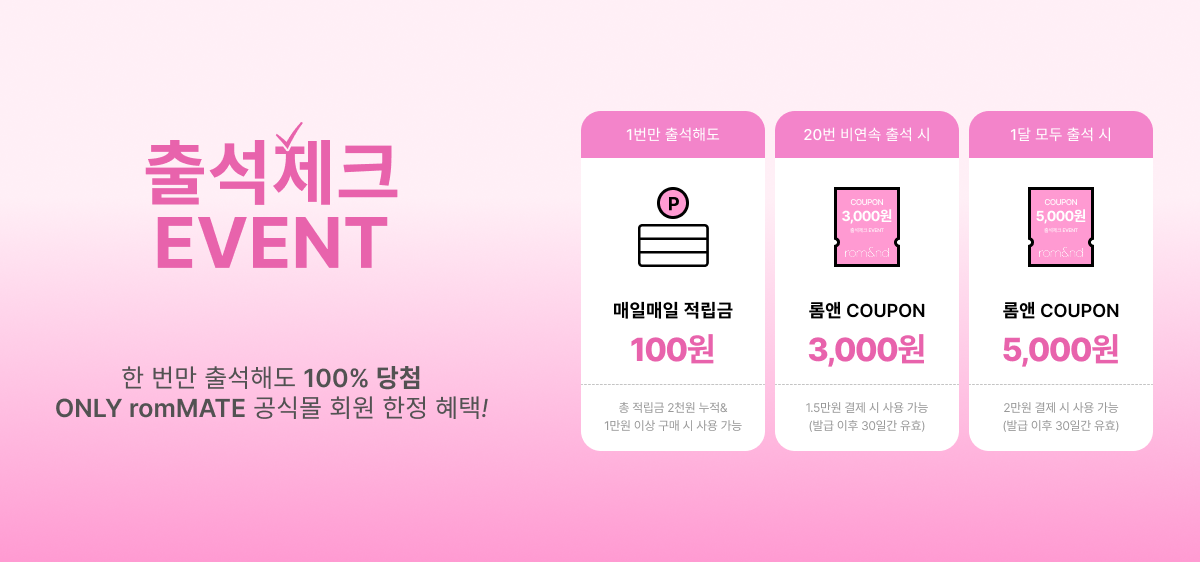 출석체크
EVENT
한 번만 출석해도 100% 당첨
ONLY romMATE 공식몰 회원 한정 혜택!
1번만 출석해도
P
매일매일 적립금
100원
총 적립금 2천원 누적&
1만원 이상 구매 시 사용 가능
20번 비연속 출석 시
COUPON
3,000원
출석체크 EVENT
rom&nd
롬앤 COUPON
3,000원
1.5만원 결제 시 사용 가능
(발급 이후 30일간 유효)
1달 모두 출석 시
COUPON
5,000원
출석체크 EVENT
rom&nd
롬앤 COUPON
5,000원
2만원 결제 시 사용 가능
(발급 이후 30일간 유효)